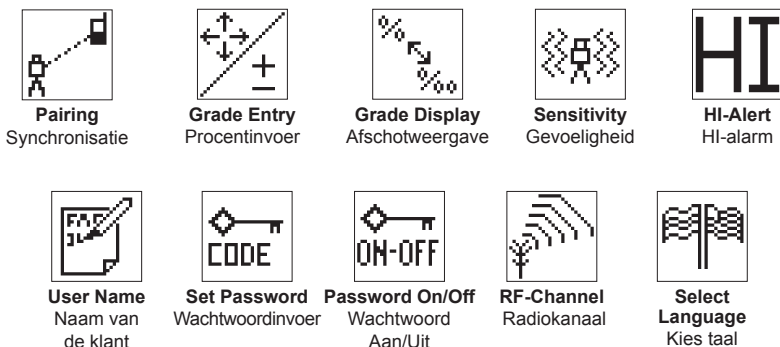 Pairing
Synchronisatie
Grade Entry
Procentinvoer
Grade Display
Afschotweergave
Sensitivity
Gevoeligheid
HI
HI-Alert
HI-alarm
User Name
Naam van
de klant
CODE
Set Password
Wachtwoordinvoer
ON-OFF
Password On/Off
Wachtwoord
Aan/Uit
RF-Channel
Radiokanaal
Select
Language
Kies taal